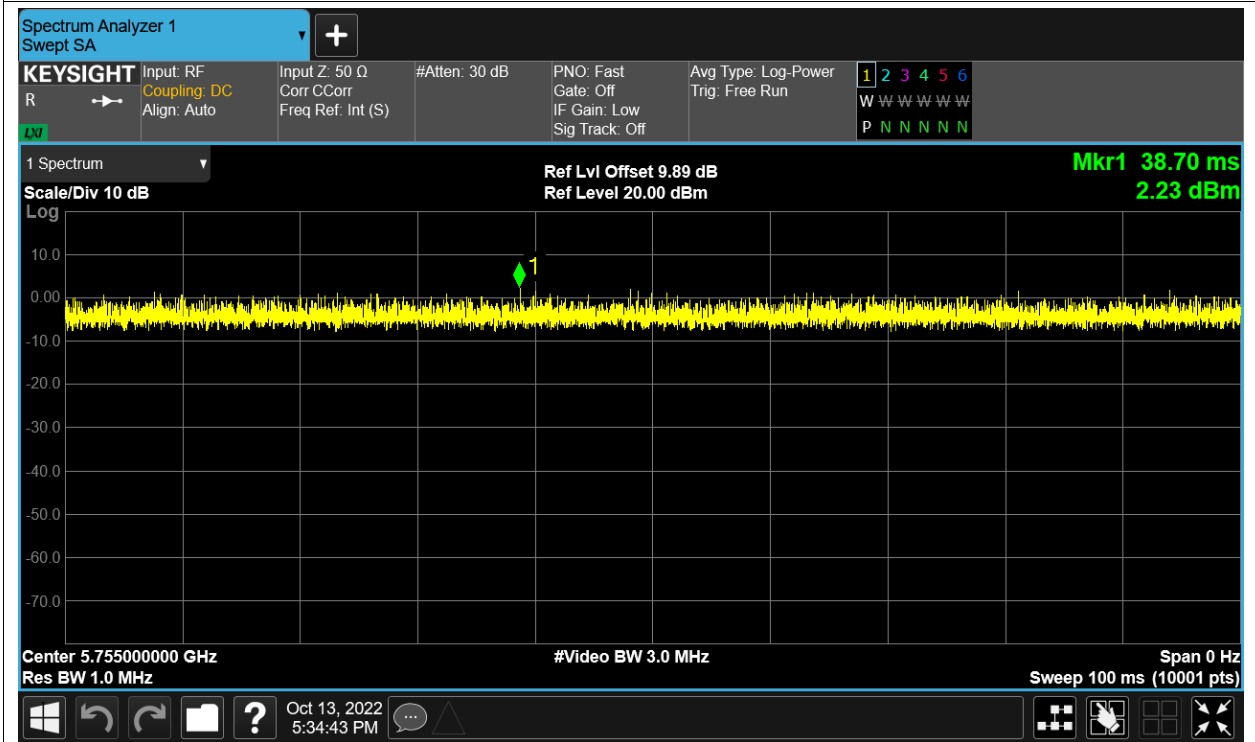 Spectrum Analyzer 1
Swept SA
+
KEYSIGHT
R
LXI
Input: RF
Coupling: DC
Align: Auto
Input Z: 50 Ω
Corr CCorr
Freq Ref: Int (S)
#Atten: 30 dB
PNO: Fast
Gate: Off
IF Gain: Low
Sig Track: Off
Avg Type: Log-Power
Trig: Free Run
1 2 3 4 5 6
W W W W W W
P N N N N N
1 Spectrum
Scale/Div 10 dB
Log
Ref Lvl Offset 9.89 dB
Ref Level 20.00 dBm
Mkr1 38.70 ms
2.23 dBm
1
10.0
0.00
-10.0
-20.0
-30.0
-40.0
-50.0
-60.0
-70.0
Center 5.755000000 GHz
Res BW 1.0 MHz
#Video BW 3.0 MHz
Span 0 Hz
Sweep 100 ms (10001 pts)
?
Oct 13, 2022
5:34:43 PM